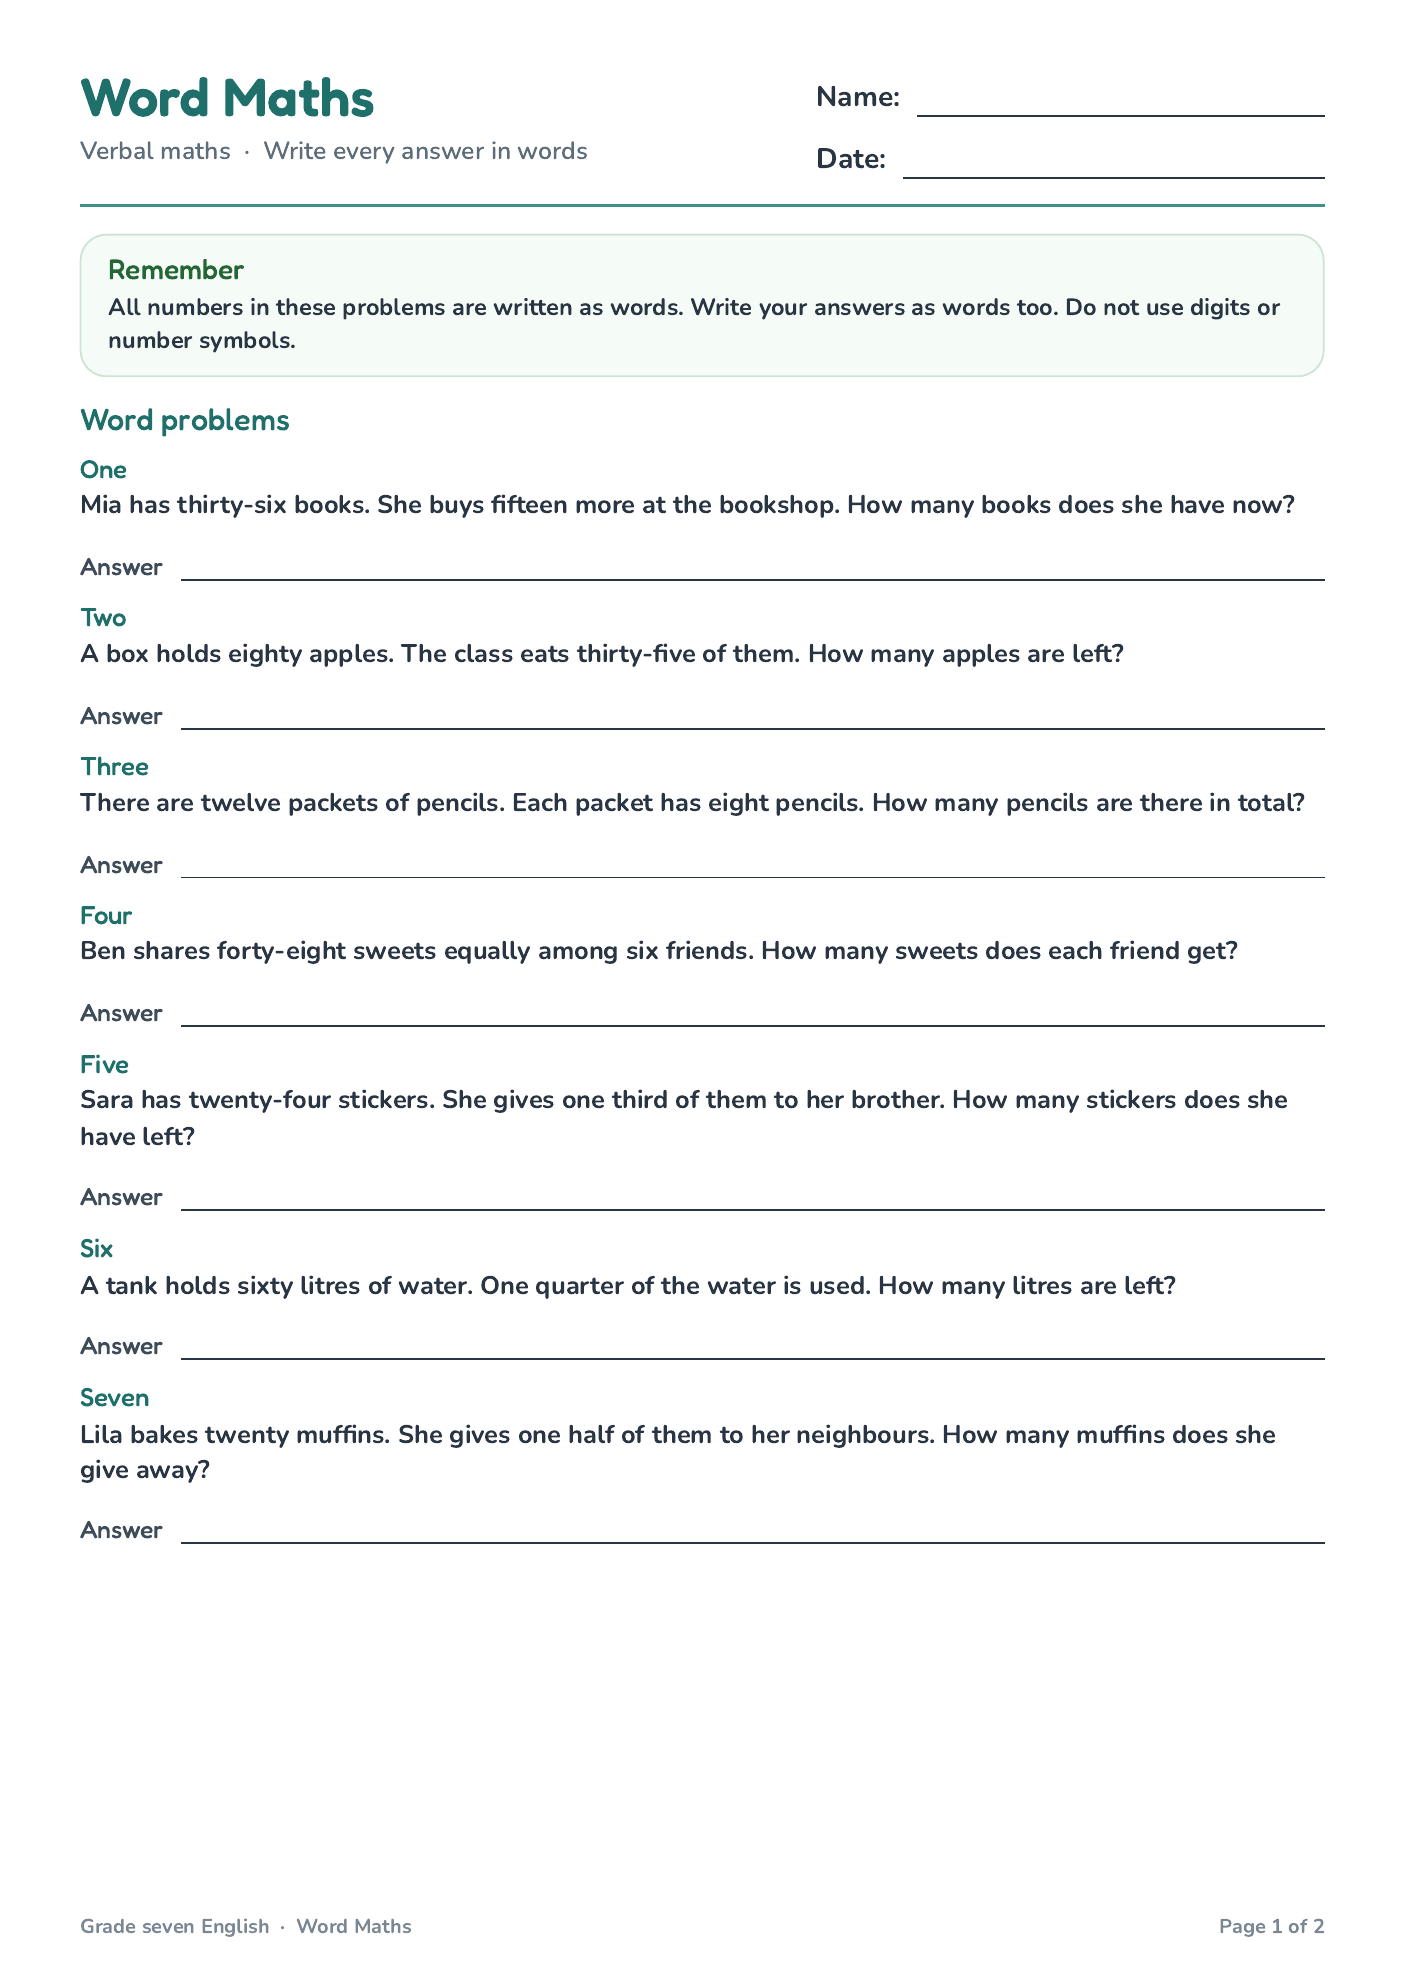 Word Maths
Verbal maths · Write every answer in words
Name:
Date:
Remember
All numbers in these problems are written as words. Write your answers as words too. Do not use digits or
number symbols.
Word problems
One
Mia has thirty-six books. She buys fifteen more at the bookshop. How many books does she have now?
Answer
Two
A box holds eighty apples. The class eats thirty-five of them. How many apples are left?
Answer
Three
There are twelve packets of pencils. Each packet has eight pencils. How many pencils are there in total?
Answer
Four
Ben shares forty-eight sweets equally among six friends. How many sweets does each friend get?
Answer
Five
Sara has twenty-four stickers. She gives one third of them to her brother. How many stickers does she
have left?
Answer
Six
A tank holds sixty litres of water. One quarter of the water is used. How many litres are left?
Answer
Seven
Lila bakes twenty muffins. She gives one half of them to her neighbours. How many muffins does she
give away?
Answer
Grade seven English · Word Maths
Page 1 of 2